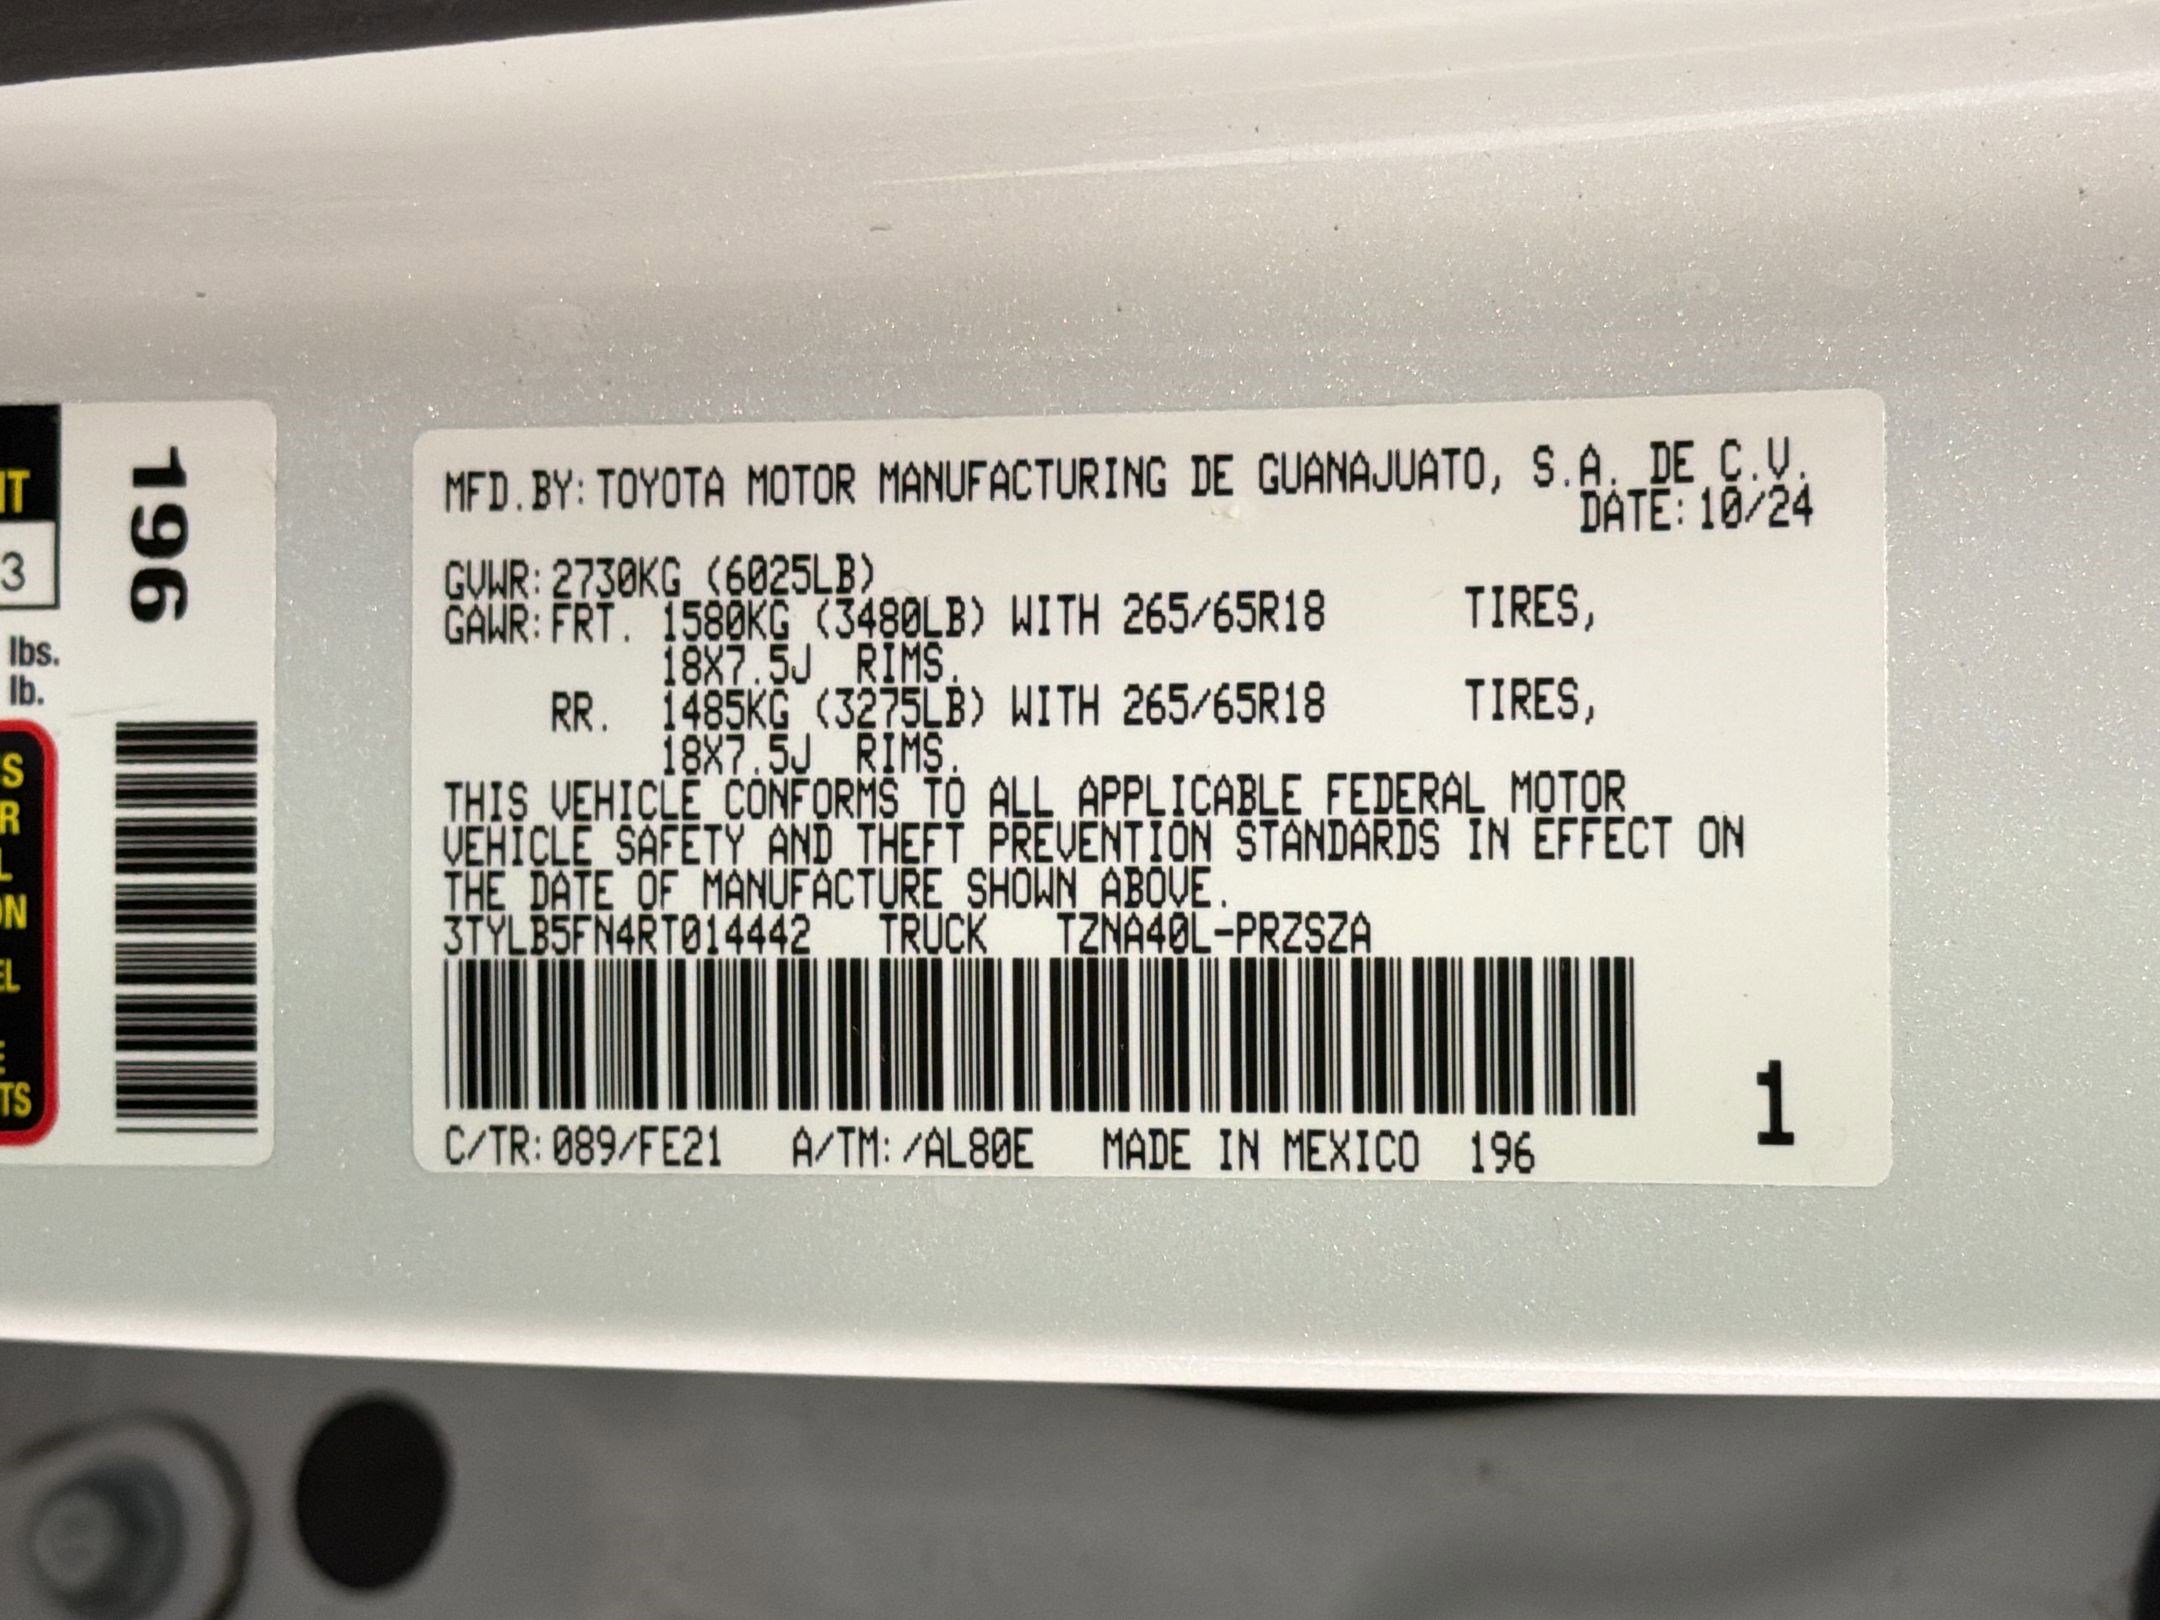 MFD.BY: TOYOTA MOTOR MANUFACTURING DE GUANAJUATO, S.A. DE C.V.
DATE: 10/24
GVWR: 2730KG (6025LB)
GAWR: FRT. 1580KG (3480LB) WITH 265/65R18 TIRES,
18X7.5J RIMS.
RR. 1485KG (3275LB) WITH 265/65R18 TIRES,
18X7.5J RIMS.
THIS VEHICLE CONFORMS TO ALL APPLICABLE FEDERAL MOTOR
VEHICLE SAFETY AND THEFT PREVENTION STANDARDS IN EFFECT ON
THE DATE OF MANUFACTURE SHOWN ABOVE.
3TYLB5FN4RT014442 TRUCK TZNA40L-PRZSZA
C/TR: 089/FE21 A/TM: /AL80E MADE IN MEXICO 196
1
196
3
lbs.
lb.